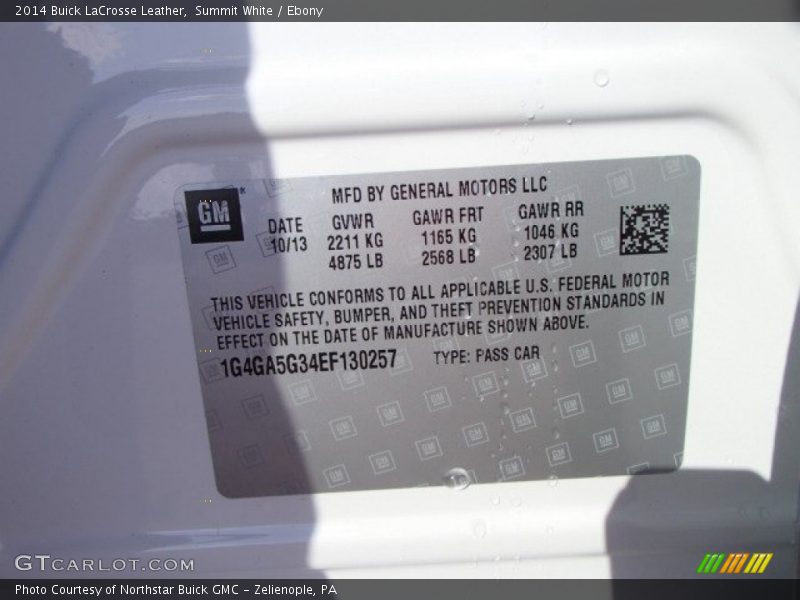 2014 Buick LaCrosse Leather, Summit White / Ebony
MFD BY GENERAL MOTORS LLC
GM
DATE GVWR GAWR FRT GAWR RR
10/13 2211 KG 1165 KG 1046 KG
4875 LB 2568 LB 2307 LB
THIS VEHICLE CONFORMS TO ALL APPLICABLE U.S. FEDERAL MOTOR
VEHICLE SAFETY, BUMPER, AND THEFT PREVENTION STANDARDS IN
EFFECT ON THE DATE OF MANUFACTURE SHOWN ABOVE.
1G4GA5G34EF130257 TYPE: PASS CAR
GTCARLOT.COM
Photo Courtesy of Northstar Buick GMC - Zelienople, PA